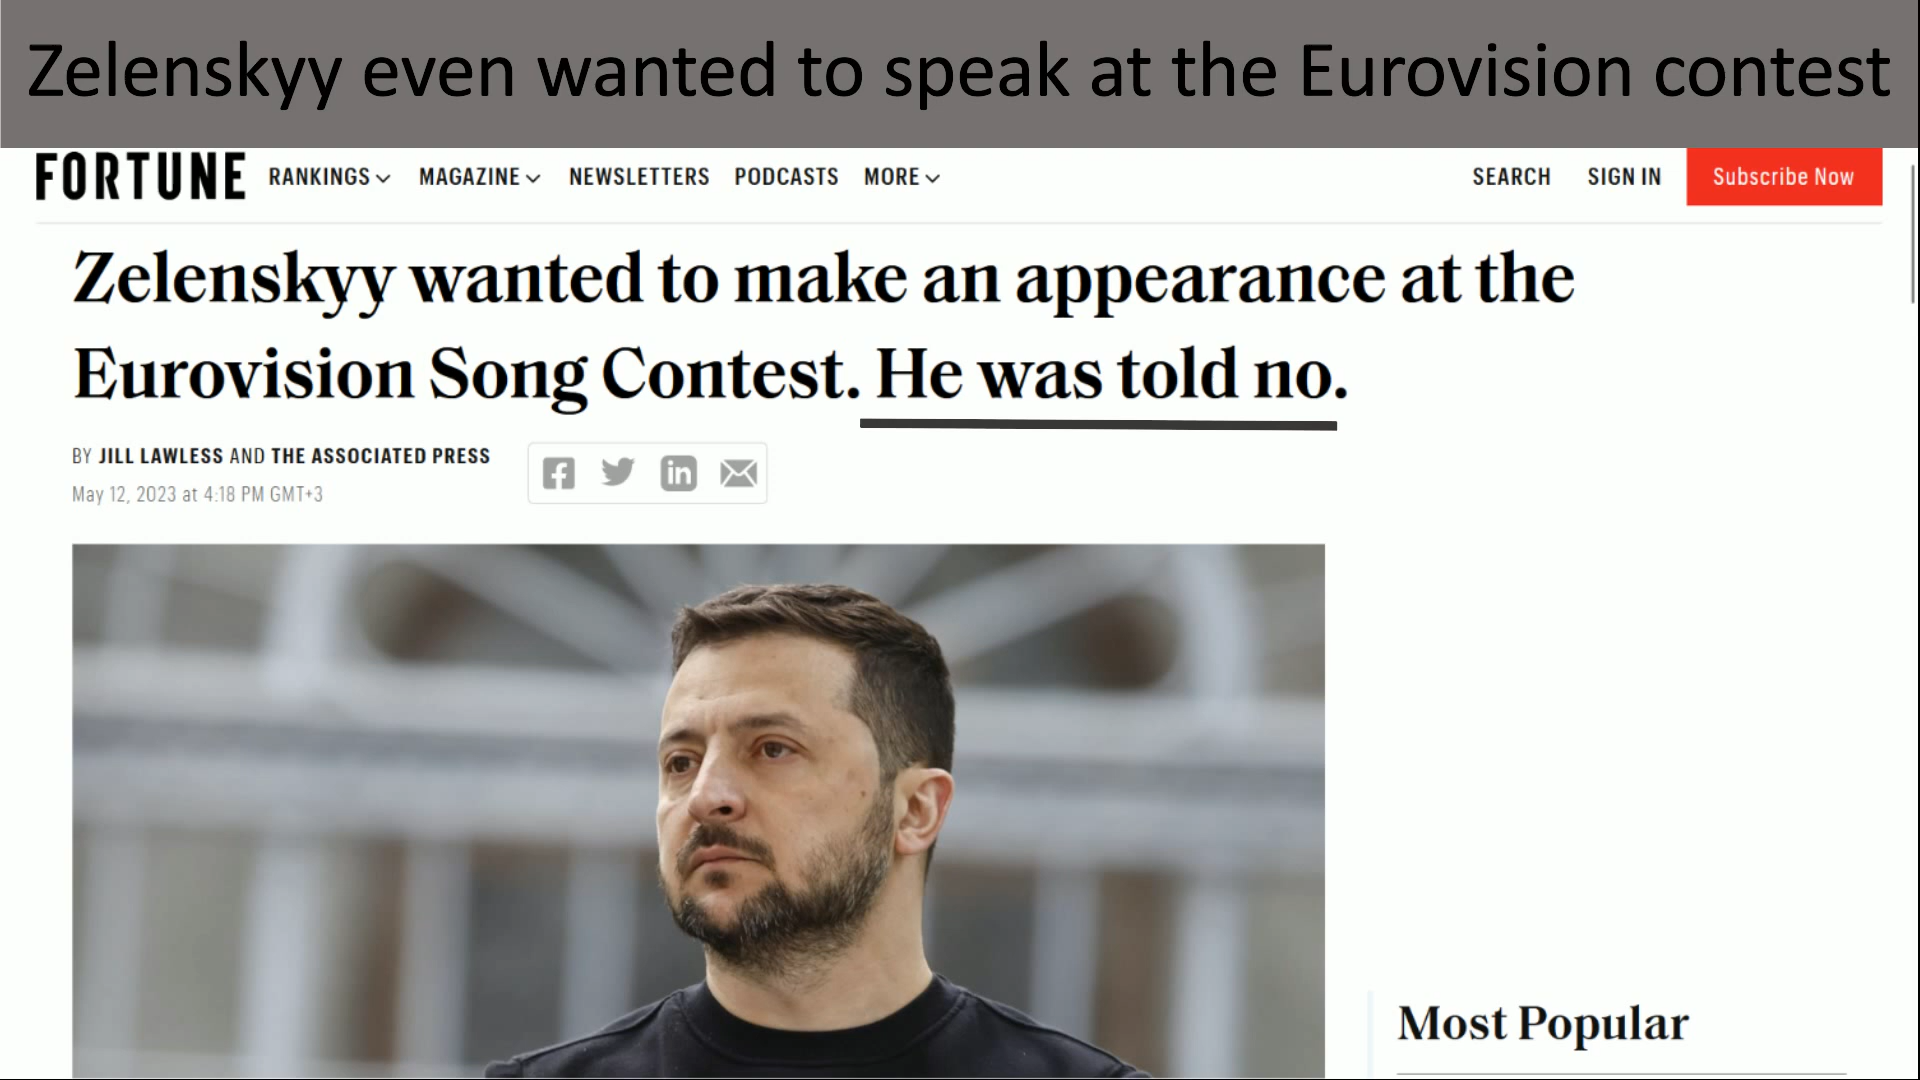 Zelenskyy even wanted to speak at the Eurovision contest
FORTUNE RANKINGS MAGAZINE NEWSLETTERS PODCASTS MORE SEARCH SIGN IN Subscribe Now
Zelenskyy wanted to make an appearance at the
Eurovision Song Contest. He was told no.
BY JILL LAWLESS AND THE ASSOCIATED PRESS
May 12, 2023 at 4:18 PM GMT+3
Most Popular